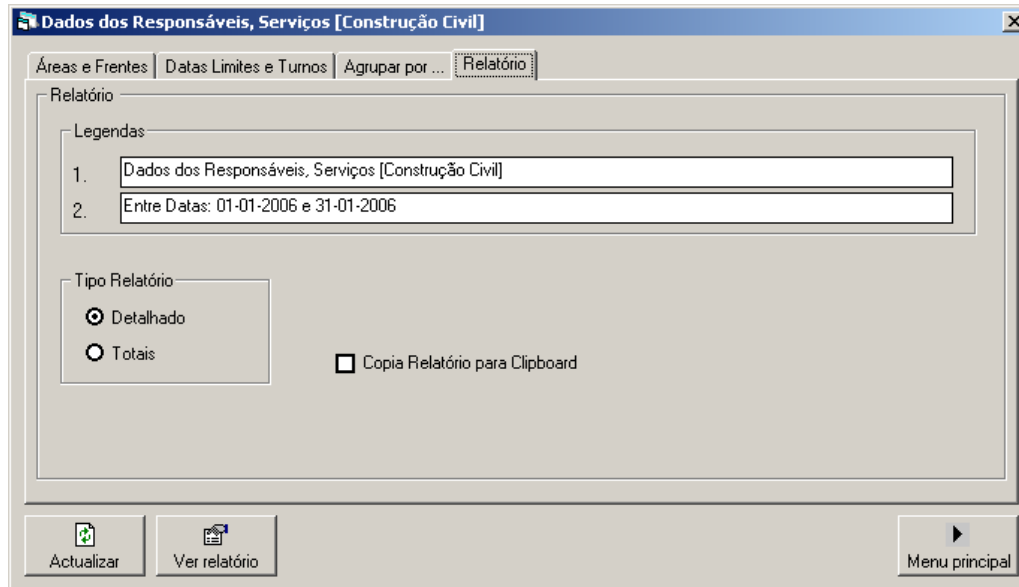 Dados dos Responsáveis, Serviços [Construção Civil]
Áreas e Frentes Datas Limites e Turnos Agrupar por ... Relatório
Relatório
Legendas
1. Dados dos Responsáveis, Serviços [Construção Civil]
2. Entre Datas: 01-01-2006 e 31-01-2006
Tipo Relatório
Detalhado
Totais
Copia Relatório para Clipboard
Actualizar Ver relatório Menu principal